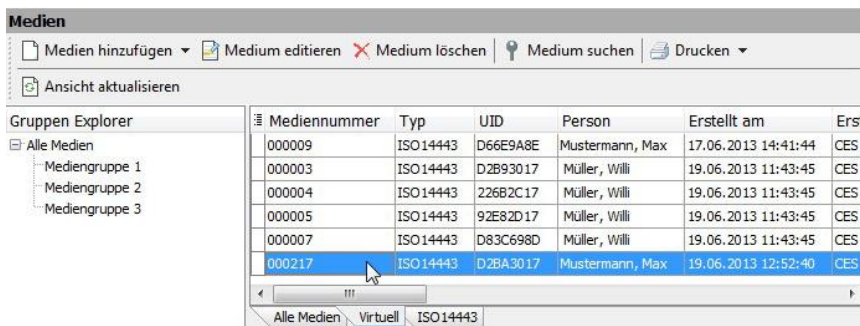 Medien
Medien hinzufügen Medium editieren Medium löschen Medium suchen Drucken
Ansicht aktualisieren
Gruppen Explorer
Alle Medien
Mediengruppe 1
Mediengruppe 2
Mediengruppe 3
Mediennummer Typ UID Person Erstellt am Ers
000009 ISO14443 D66E9A8E Mustermann, Max 17.06.2013 14:41:44 CES
000003 ISO14443 D2B93017 Müller, Willi 19.06.2013 11:43:45 CES
000004 ISO14443 226B2C17 Müller, Willi 19.06.2013 11:43:45 CES
000005 ISO14443 92E82D17 Müller, Willi 19.06.2013 11:43:45 CES
000007 ISO14443 D83C698D Müller, Willi 19.06.2013 11:43:45 CES
000217 ISO14443 D2BA3017 Mustermann, Max 19.06.2013 12:52:40 CES
Alle Medien Virtuell ISO14443